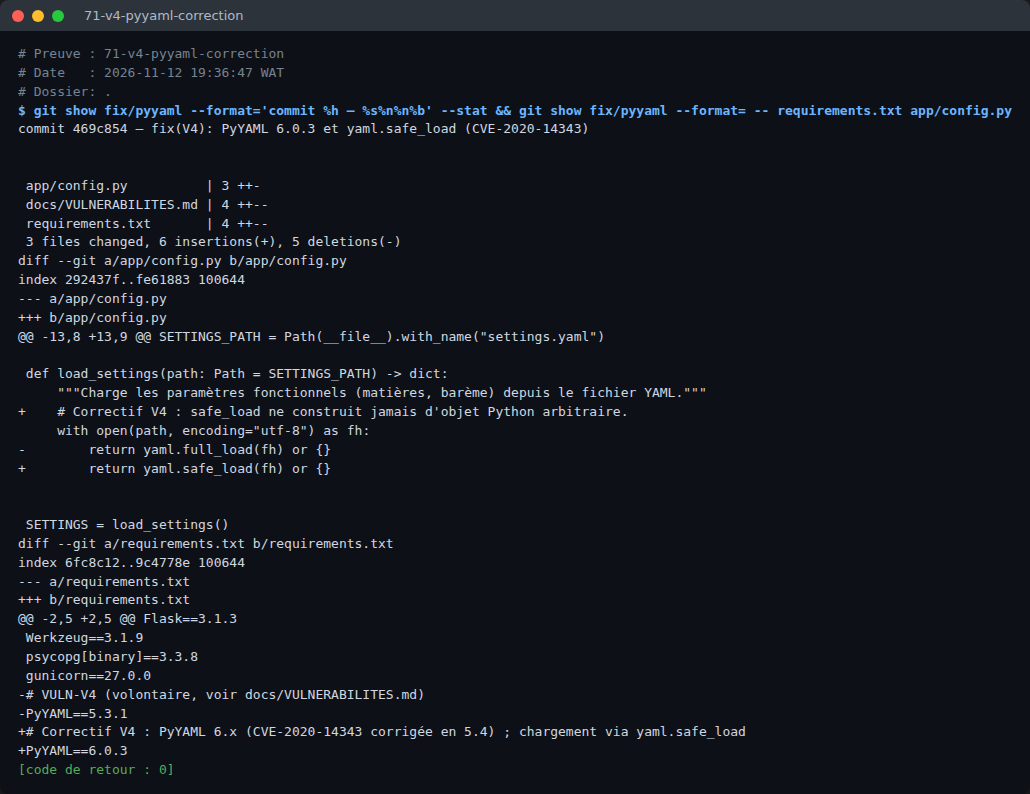 71-v4-pyyaml-correction
# Preuve : 71-v4-pyyaml-correction
# Date   : 2026-11-12 19:36:47 WAT
# Dossier: .
$ git show fix/pyyaml --format='commit %h — %s%n%n%b' --stat && git show fix/pyyaml --format= -- requirements.txt app/config.py
commit 469c854 — fix(V4): PyYAML 6.0.3 et yaml.safe_load (CVE-2020-14343)
 app/config.py          | 3 ++-
 docs/VULNERABILITES.md | 4 ++--
 requirements.txt       | 4 ++--
 3 files changed, 6 insertions(+), 5 deletions(-)
diff --git a/app/config.py b/app/config.py
index 292437f..fe61883 100644
--- a/app/config.py
+++ b/app/config.py
@@ -13,8 +13,9 @@ SETTINGS_PATH = Path(__file__).with_name("settings.yaml")
 def load_settings(path: Path = SETTINGS_PATH) -> dict:
     """Charge les paramètres fonctionnels (matières, barème) depuis le fichier YAML."""
+    # Correctif V4 : safe_load ne construit jamais d'objet Python arbitraire.
     with open(path, encoding="utf-8") as fh:
-        return yaml.full_load(fh) or {}
+        return yaml.safe_load(fh) or {}
 SETTINGS = load_settings()
diff --git a/requirements.txt b/requirements.txt
index 6fc8c12..9c4778e 100644
--- a/requirements.txt
+++ b/requirements.txt
@@ -2,5 +2,5 @@ Flask==3.1.3
 Werkzeug==3.1.9
 psycopg[binary]==3.3.8
 gunicorn==27.0.0
-# VULN-V4 (volontaire, voir docs/VULNERABILITES.md)
-PyYAML==5.3.1
+# Correctif V4 : PyYAML 6.x (CVE-2020-14343 corrigée en 5.4) ; chargement via yaml.safe_load
+PyYAML==6.0.3
[code de retour : 0]